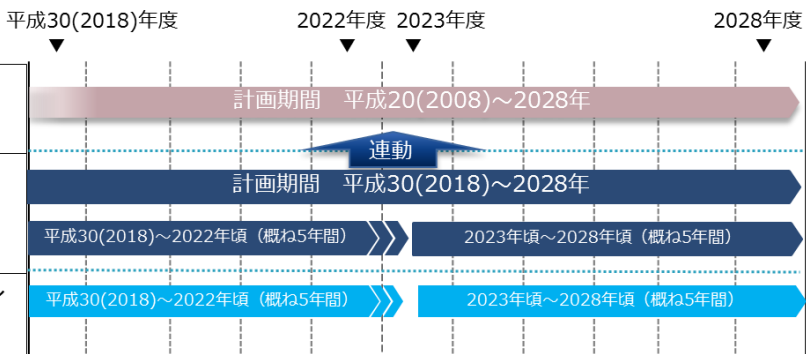 平成30(2018)年度 2022年度 2023年度 2028年度
計画期間 平成20(2008)～2028年
連動
計画期間 平成30(2018)～2028年
平成30(2018)～2022年頃（概ね5年間） 2023年頃～2028年頃（概ね5年間）
平成30(2018)～2022年頃（概ね5年間） 2023年頃～2028年頃（概ね5年間）